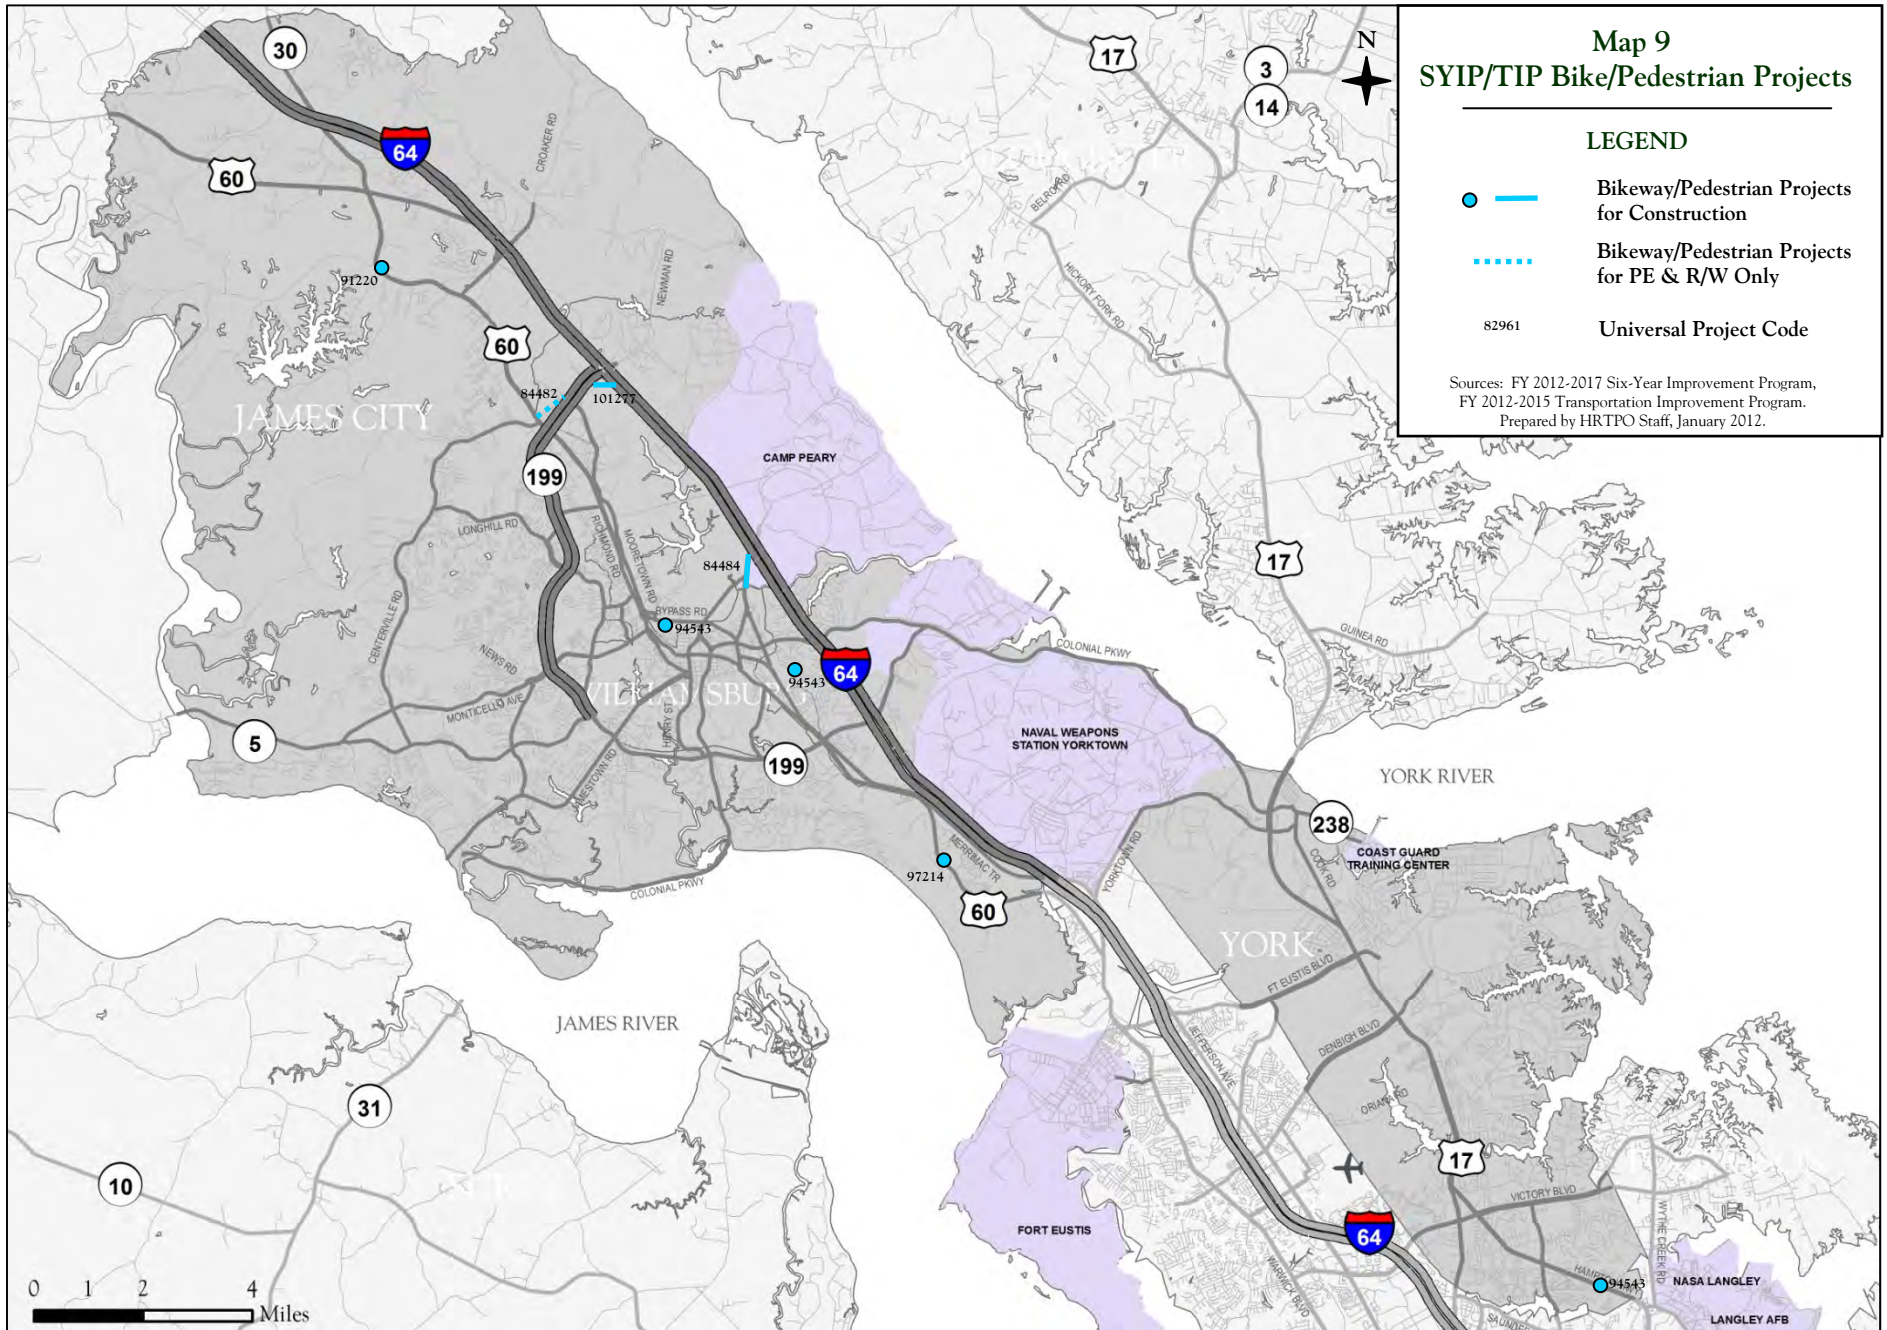 Map 9
SYIP/TIP Bike/Pedestrian Projects
LEGEND
Bikeway/Pedestrian Projects
for Construction
Bikeway/Pedestrian Projects
for PE & R/W Only
82961
Universal Project Code
Sources: FY 2012-2017 Six-Year Improvement Program,
FY 2012-2015 Transportation Improvement Program.
Prepared by HRTPO Staff, January 2012.
N
30
17
3
14
64
60
CROAKER RD
BELROI RD
NEWMAN RD
HICKORY FORK RD
91220
60
84482
101277
JAMES CITY
CAMP PEARY
199
LONGHILL RD
RICHMOND RD
MOORETOWN RD
84484
17
CENTERVILLE RD
BYPASS RD
94543
GUINEA RD
COLONIAL PKWY
NEWS RD
94543
64
WILLIAMSBURG
MONTICELLO AVE
HENRY ST
5
199
NAVAL WEAPONS
STATION YORKTOWN
JAMESTOWN RD
YORK RIVER
238
COAST GUARD
TRAINING CENTER
COOK RD
YORKTOWN RD
MERRIMAC TR
97214
60
COLONIAL PKWY
YORK
FT EUSTIS BLVD
JAMES RIVER
JEFFERSON AVE
DENBIGH BLVD
31
ORIANA RD
17
10
VICTORY BLVD
WYTHE CREEK RD
FORT EUSTIS
64
WARWICK BLVD
94543
NASA LANGLEY
LANGLEY AFB
0
1
2
4
Miles